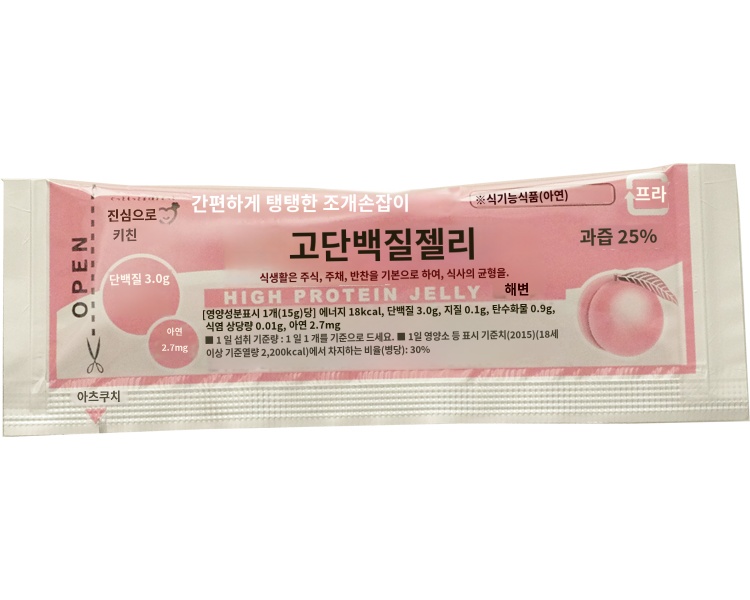 간편하게 탱탱한 조개손잡이
※식기능식품(아연)
프라
진심으로
키친
고단백질젤리
과즙 25%
OPEN
단백질 3.0g
식생활은 주식, 주채, 반찬을 기본으로 하여, 식사의 균형을.
HIGH PROTEIN JELLY 해변
[영양성분표시 1개(15g)당] 에너지 18kcal, 단백질 3.0g, 지질 0.1g, 탄수화물 0.9g,
식염 상당량 0.01g, 아연 2.7mg
아연
2.7mg
■ 1일 섭취 기준량 : 1일 1개를 기준으로 드세요. ■ 1일 영양소 등 표시 기준치(2015)(18세
이상 기준열량 2,200kcal)에서 차지하는 비율(병당): 30%
아츠쿠치